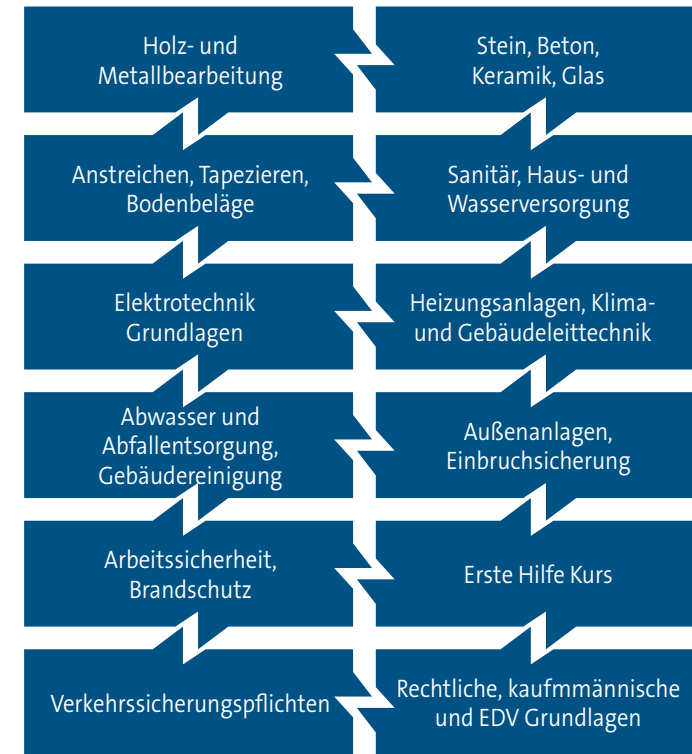 Holz- und
Metallbearbeitung
Stein, Beton,
Keramik, Glas
Anstreichen, Tapezieren,
Bodenbeläge
Sanitär, Haus- und
Wasserversorgung
Elektrotechnik
Grundlagen
Heizungsanlagen, Klima-
und Gebäudeleittechnik
Abwasser und
Abfallentsorgung,
Gebäudereinigung
Außenanlagen,
Einbruchsicherung
Arbeitssicherheit,
Brandschutz
Erste Hilfe Kurs
Verkehrssicherungspflichten
Rechtliche, kaufmmännische
und EDV Grundlagen